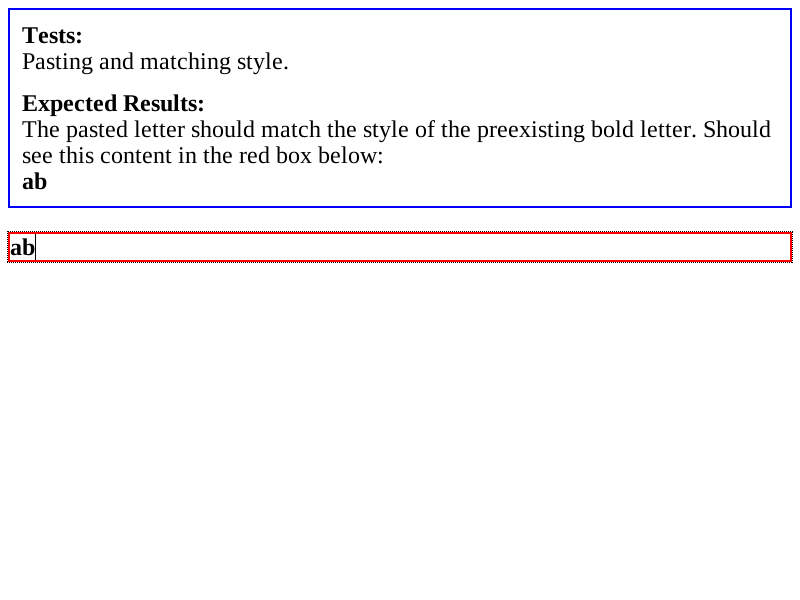 Tests:
Pasting and matching style.
Expected Results:
The pasted letter should match the style of the preexisting bold letter. Should
see this content in the red box below:
ab
ab